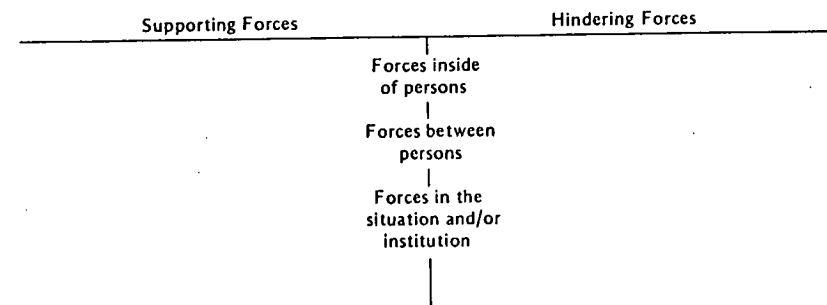 Supporting Forces
Hindering Forces
Forces inside
of persons
Forces between
persons
Forces in the
situation and/or
institution